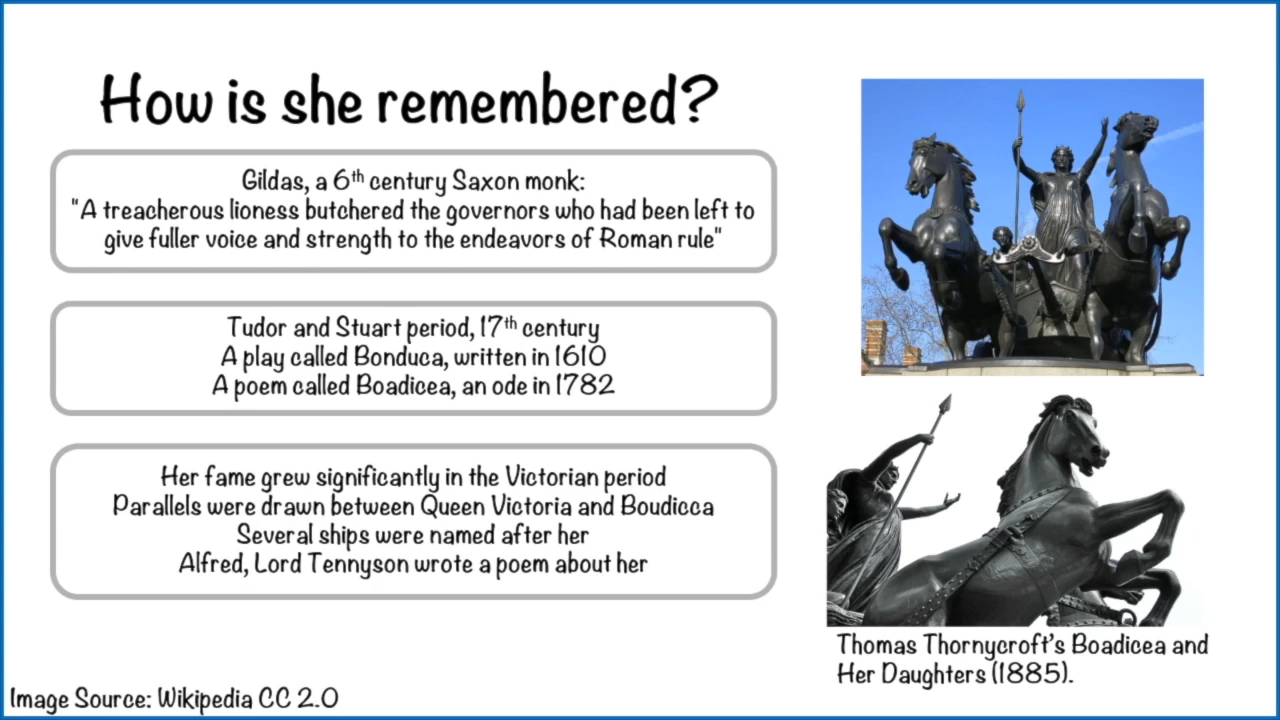 How is she remembered?
Gildas, a 6th century Saxon monk:
"A treacherous lioness butchered the governors who had been left to
give fuller voice and strength to the endeavors of Roman rule"
Tudor and Stuart period, 17th century
A play called Bonduca, written in 1610
A poem called Boadicea, an ode in 1782
Her fame grew significantly in the Victorian period
Parallels were drawn between Queen Victoria and Boudicca
Several ships were named after her
Alfred, Lord Tennyson wrote a poem about her
Thomas Thornycroft's Boadicea and
Her Daughters (1885).
Image Source: Wikipedia CC 2.0